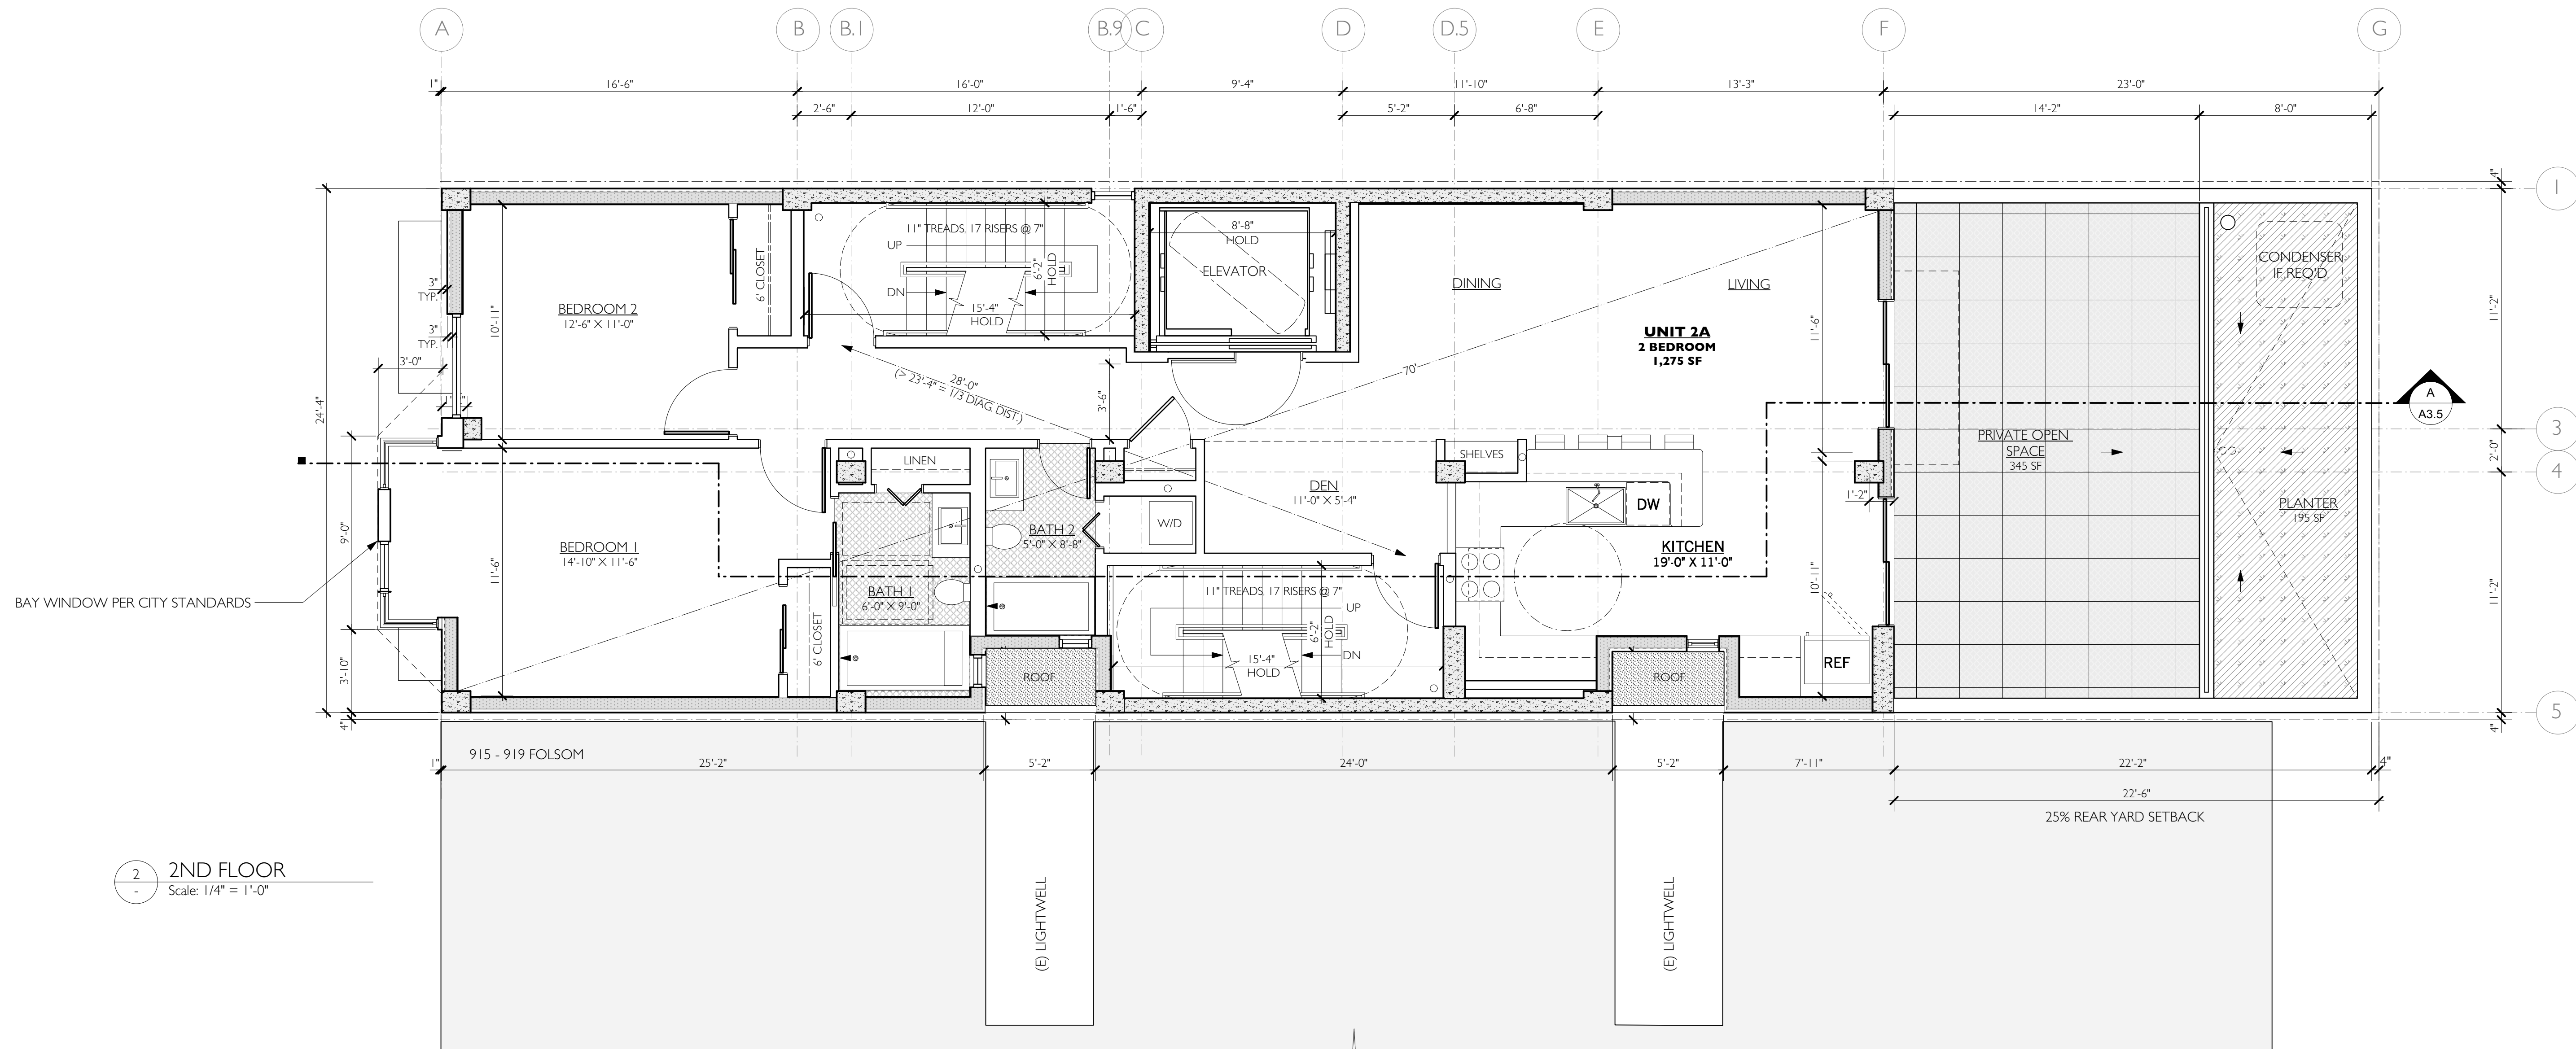 A
B
B.1
B.9
C
D
D.5
E
F
G
1"
16'-6"
16'-0"
9'-4"
11'-10"
13'-3"
23'-0"
2'-6"
12'-0"
1'-6"
5'-2"
6'-8"
14'-2"
8'-0"
4"
1
11'-2"
3
2'-0"
4
11'-2"
4"
5
24'-4"
3"
TYP.
3"
TYP.
3'-0"
10'-11"
BEDROOM 2
12'-6" X 11'-0"
6' CLOSET
11" TREADS, 17 RISERS @ 7"
UP
DN
6'-2"
HOLD
15'-4"
HOLD
8'-8"
HOLD
ELEVATOR
DINING
LIVING
UNIT 2A
2 BEDROOM
1,275 SF
11'-6"
70'
28'-0"
(> 23'-4" = 1/3 DIAG. DIST.)
3'-6"
CONDENSER
IF REQ'D
A
A3.5
PRIVATE OPEN
SPACE
345 SF
PLANTER
195 SF
1'-2"
9'-0"
3'-10"
4"
BAY WINDOW PER CITY STANDARDS
BEDROOM 1
14'-10" X 11'-6"
11'-6"
6' CLOSET
LINEN
BATH 1
6'-0" X 9'-0"
BATH 2
5'-0" X 8'-8"
W/D
DEN
11'-0" X 5'-4"
SHELVES
DW
KITCHEN
19'-0" X 11'-0"
10'-11"
REF
11" TREADS, 17 RISERS @ 7"
UP
DN
6'-2"
HOLD
15'-4"
HOLD
ROOF
ROOF
915 - 919 FOLSOM
1"
25'-2"
5'-2"
24'-0"
5'-2"
7'-11"
22'-2"
4"
22'-6"
25% REAR YARD SETBACK
(E) LIGHTWELL
(E) LIGHTWELL
2
-
2ND FLOOR
Scale: 1/4" = 1'-0"